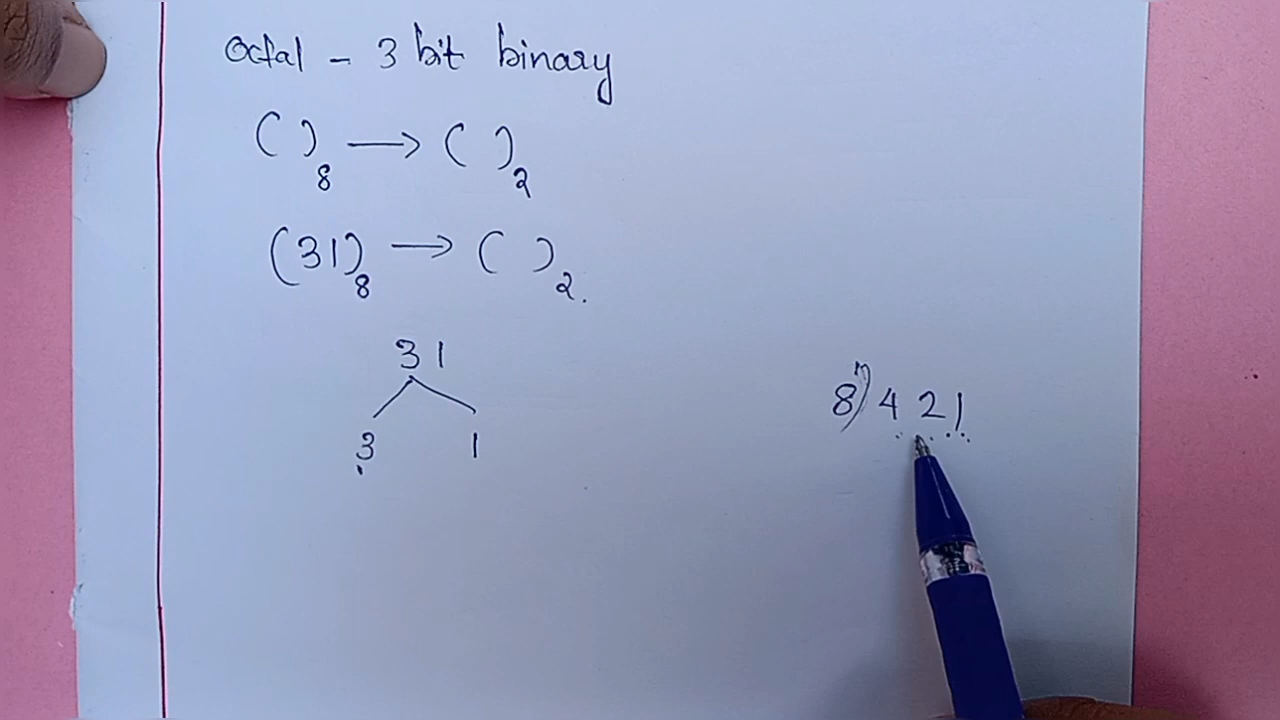 Octal - 3 bit binary
( )8 → ( )2
(31)8 → ( )2.
31
3 1
8) 4 2 1